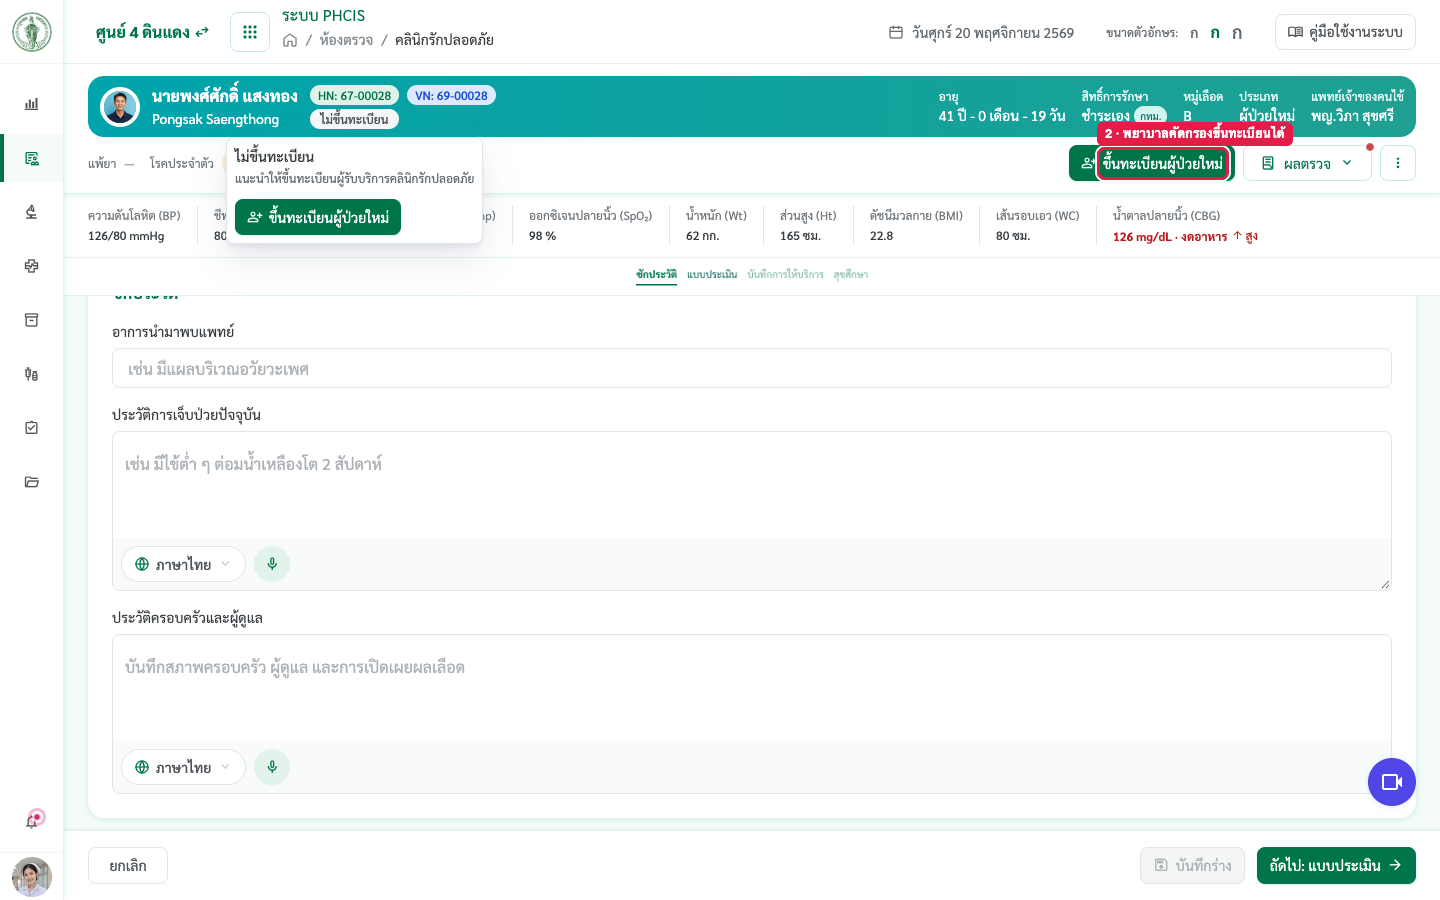 ศูนย์ 4 ดินแดง
ระบบ PHCIS
/ ห้องตรวจ / คลินิกรักปลอดภัย
วันศุกร์ 20 พฤศจิกายน 2569
ขนาดตัวอักษร: ก ก ก
คู่มือใช้งานระบบ
นายพงศ์ศักดิ์ แสงทอง
Pongsak Saengthong
HN: 67-00028
VN: 69-00028
ไม่ขึ้นทะเบียน
อายุ
41 ปี - 0 เดือน - 19 วัน
สิทธิ์การรักษา
ชำระเอง กทม.
หมู่เลือด
B
ประเภท
ผู้ป่วยใหม่
แพทย์เจ้าของคนไข้
พญ.วิภา สุขศรี
2 · พยาบาลคัดกรองขึ้นทะเบียนได้
แพ้ยา —
โรคประจำตัว
ขึ้นทะเบียนผู้ป่วยใหม่
ผลตรวจ
ไม่ขึ้นทะเบียน
แนะนำให้ขึ้นทะเบียนผู้รับบริการคลินิกรักปลอดภัย
ขึ้นทะเบียนผู้ป่วยใหม่
ความดันโลหิต (BP)
126/80 mmHg
ออกซิเจนปลายนิ้ว (SpO₂)
98 %
น้ำหนัก (Wt)
62 กก.
ส่วนสูง (Ht)
165 ซม.
ดัชนีมวลกาย (BMI)
22.8
เส้นรอบเอว (WC)
80 ซม.
น้ำตาลปลายนิ้ว (CBG)
126 mg/dL · งดอาหาร ↑ สูง
ซักประวัติ แบบประเมิน บันทึกการให้บริการ สุขศึกษา
อาการนำมาพบแพทย์
เช่น มีแผลบริเวณอวัยวะเพศ
ประวัติการเจ็บป่วยปัจจุบัน
เช่น มีไข้ต่ำ ๆ ต่อมน้ำเหลืองโต 2 สัปดาห์
ภาษาไทย
ประวัติครอบครัวและผู้ดูแล
บันทึกสภาพครอบครัว ผู้ดูแล และการเปิดเผยผลเลือด
ภาษาไทย
ยกเลิก
บันทึกร่าง
ถัดไป: แบบประเมิน →